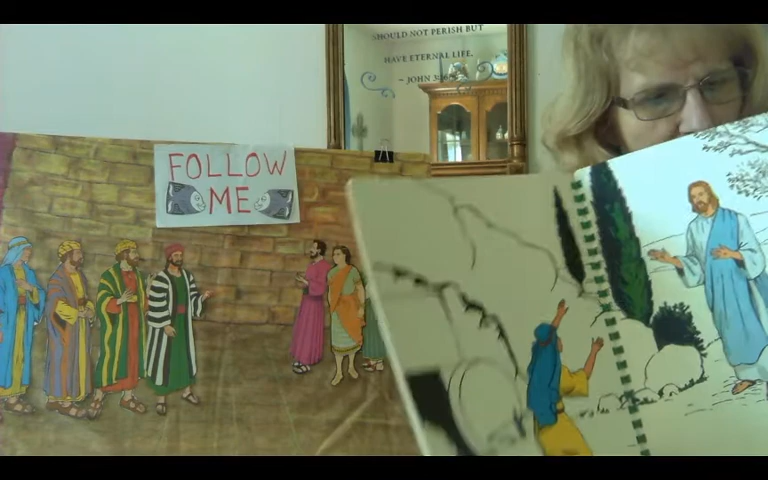 SHOULD NOT PERISH BUT
HAVE ETERNAL LIFE.
~ JOHN 3:16
FOLLOW
ME